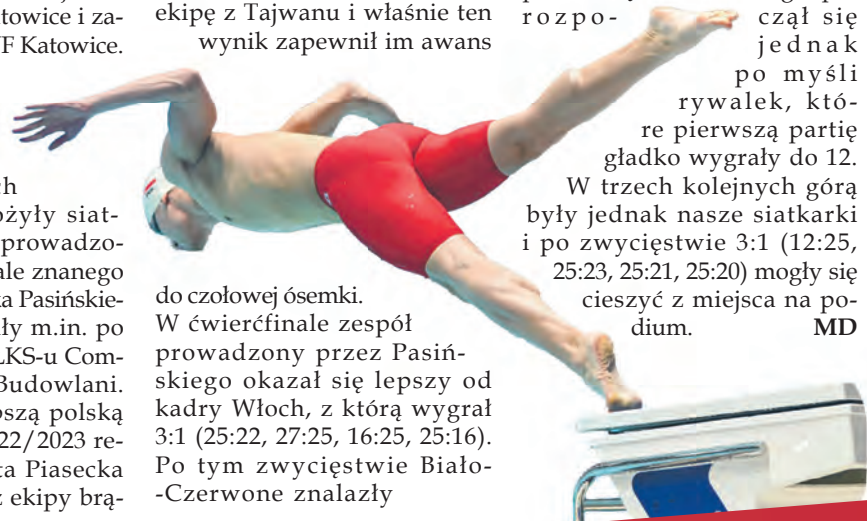 towice i za-
F Katowice.
ch
ożyły siat-
prowadzo-
ale znanego
ka Pasińskie-
ły m.in. po
ŁKS-u Com-
Budowlani.
pszą polską
22/2023 re-
ta Piasecka
z ekipy brą-
ekipę z Tajwanu i właśnie ten
wynik zapewnił im awans
do czołowej ósemki.
W ćwierćfinale zespół
prowadzony przez Pasiń-
skiego okazał się lepszy od
kadry Włoch, z którą wygrał
3:1 (25:22, 27:25, 16:25, 25:16).
Po tym zwycięstwie Biało-
-Czerwone znalazły
rozpo- czął się
jednak
po myśli
rywalek, któ-
re pierwszą partię
gładko wygrały do 12.
W trzech kolejnych górą
były jednak nasze siatkarki
i po zwycięstwie 3:1 (12:25,
25:23, 25:21, 25:20) mogły się
cieszyć z miejsca na po-
dium. MD